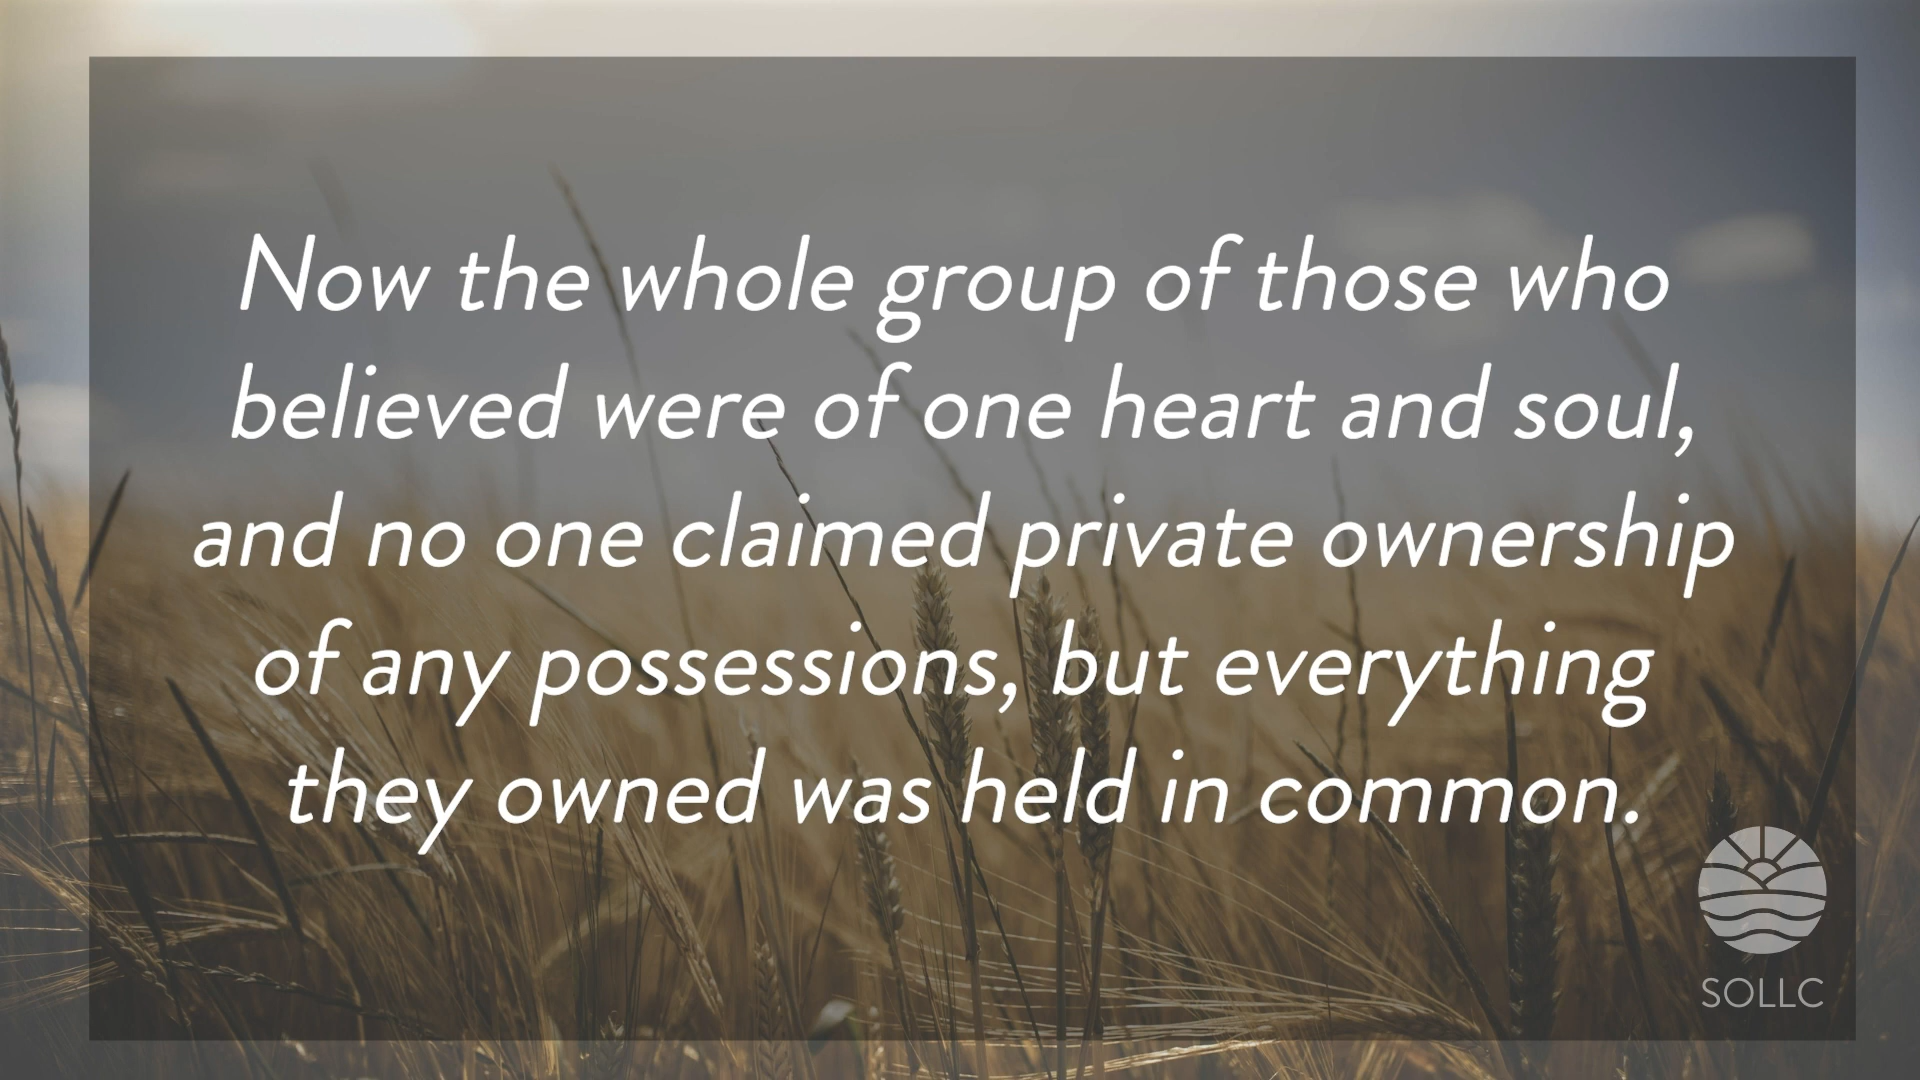 Now the whole group of those who
believed were of one heart and soul,
and no one claimed private ownership
of any possessions, but everything
they owned was held in common.
SOLLC